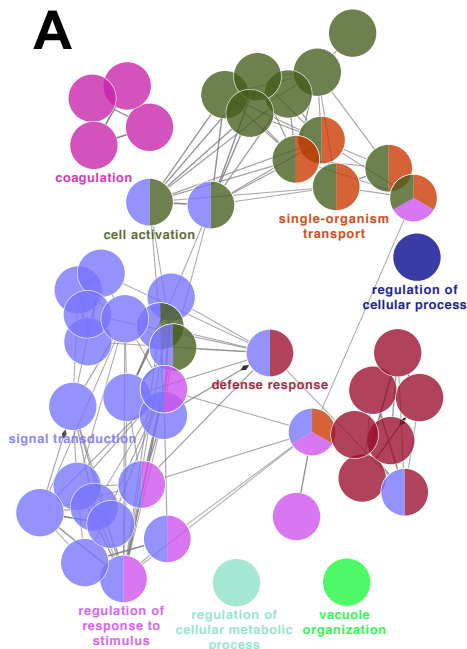 A
coagulation
cell activation
single-organism
transport
regulation of
cellular process
defense response
signal transduction
regulation of
response to
stimulus
regulation of
cellular metabolic
process
vacuole
organization